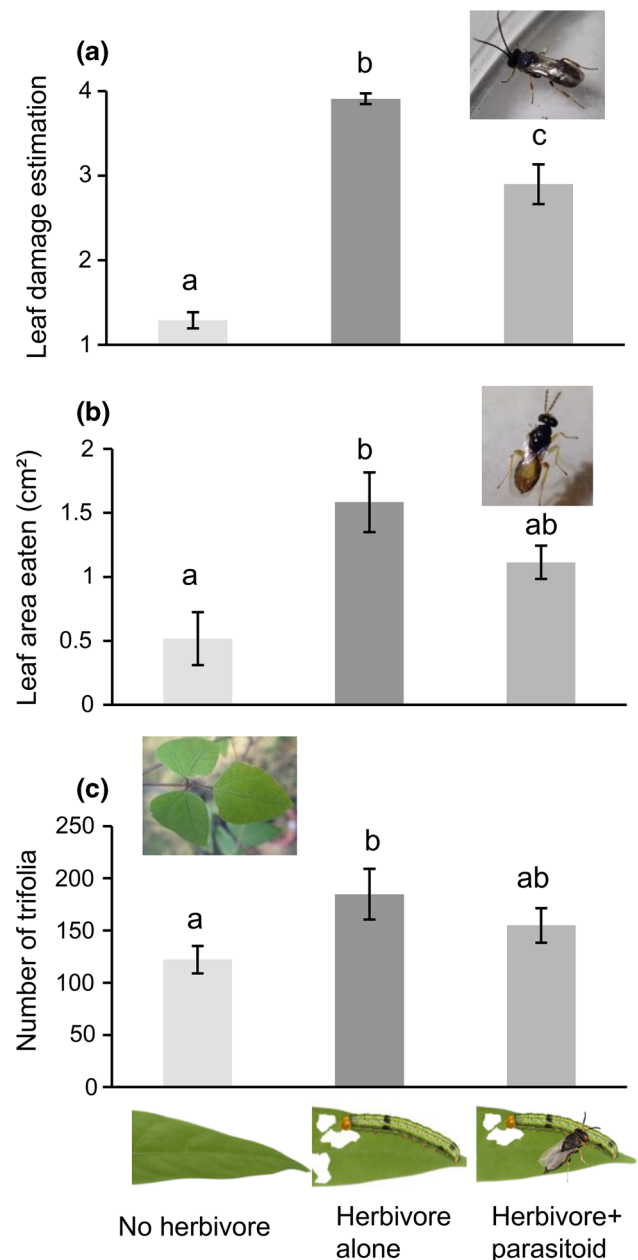 (a)
Leaf damage estimation
4
3
2
1
a
b
c
(b)
Leaf area eaten (cm²)
2
1.5
1
0.5
0
a
b
ab
(c)
Number of trifolia
250
200
150
100
50
0
a
b
ab
No herbivore
Herbivore
alone
Herbivore+
parasitoid